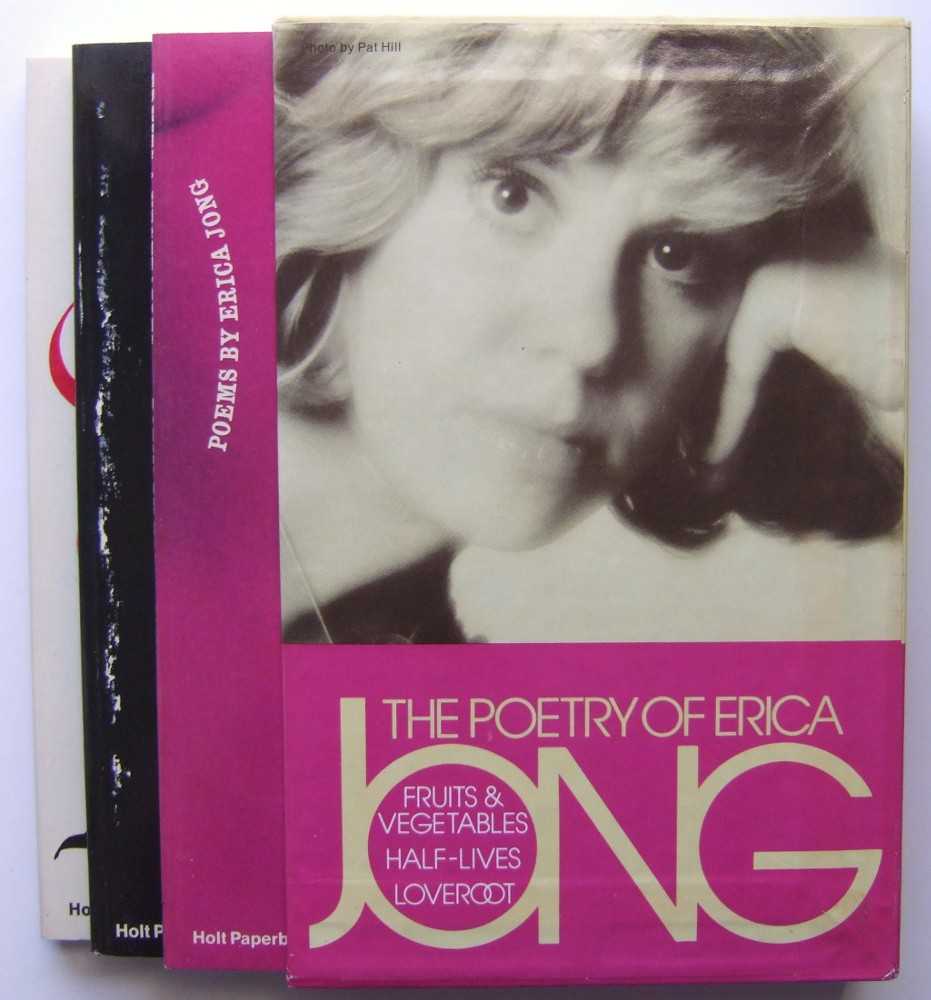 Photo by Pat Hill
POEMS BY ERICA JONG
THE POETRY OF ERICA
JONG
FRUITS &
VEGETABLES
HALF-LIVES
LOVEROOT
Ho
Holt P
Holt Paperb